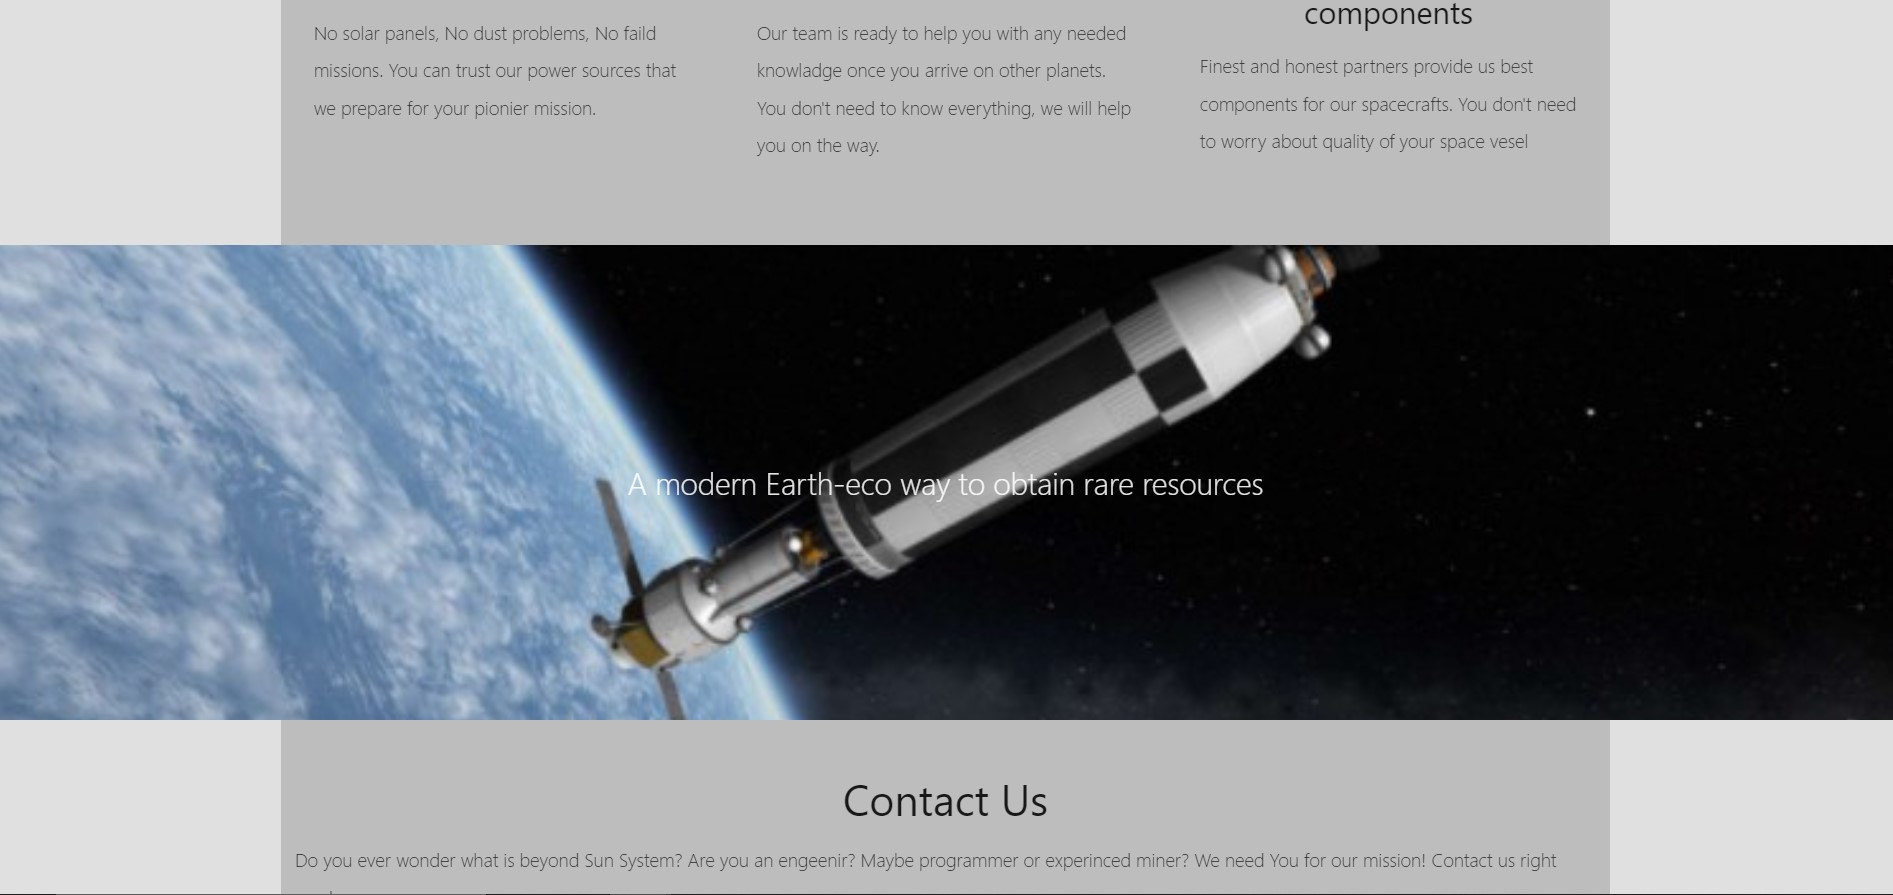 No solar panels, No dust problems, No faild
missions. You can trust our power sources that
we prepare for your pionier mission.
Our team is ready to help you with any needed
knowladge once you arrive on other planets.
You don't need to know everything, we will help
you on the way.
components
Finest and honest partners provide us best
components for our spacecrafts. You don't need
to worry about quality of your space vesel
A modern Earth-eco way to obtain rare resources
Contact Us
Do you ever wonder what is beyond Sun System? Are you an engeenir? Maybe programmer or experinced miner? We need You for our mission! Contact us right